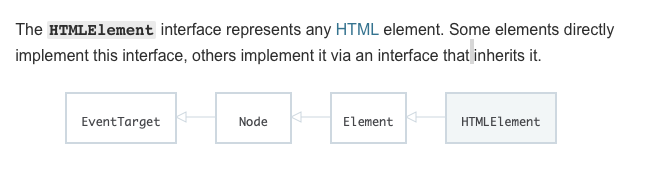 The HTMLElement interface represents any HTML element. Some elements directly
implement this interface, others implement it via an interface that inherits it.
EventTarget Node Element HTMLElement